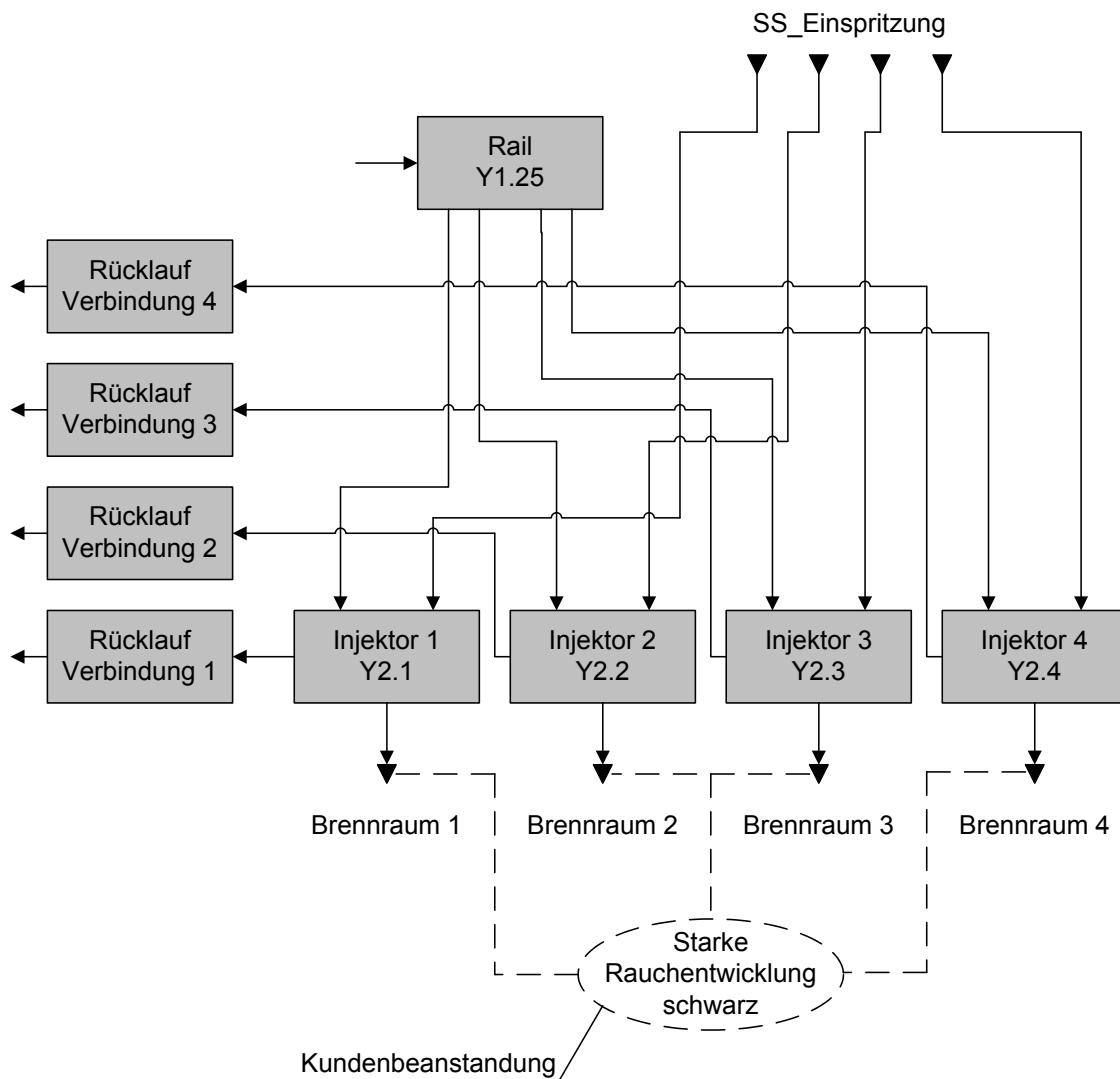 SS_Einspritzung
Rail
Y1.25
Rücklauf
Verbindung 4
Rücklauf
Verbindung 3
Rücklauf
Verbindung 2
Rücklauf
Verbindung 1
Injektor 1
Y2.1
Injektor 2
Y2.2
Injektor 3
Y2.3
Injektor 4
Y2.4
Brennraum 1
Brennraum 2
Brennraum 3
Brennraum 4
Starke
Rauchentwicklung
schwarz
Kundenbeanstandung